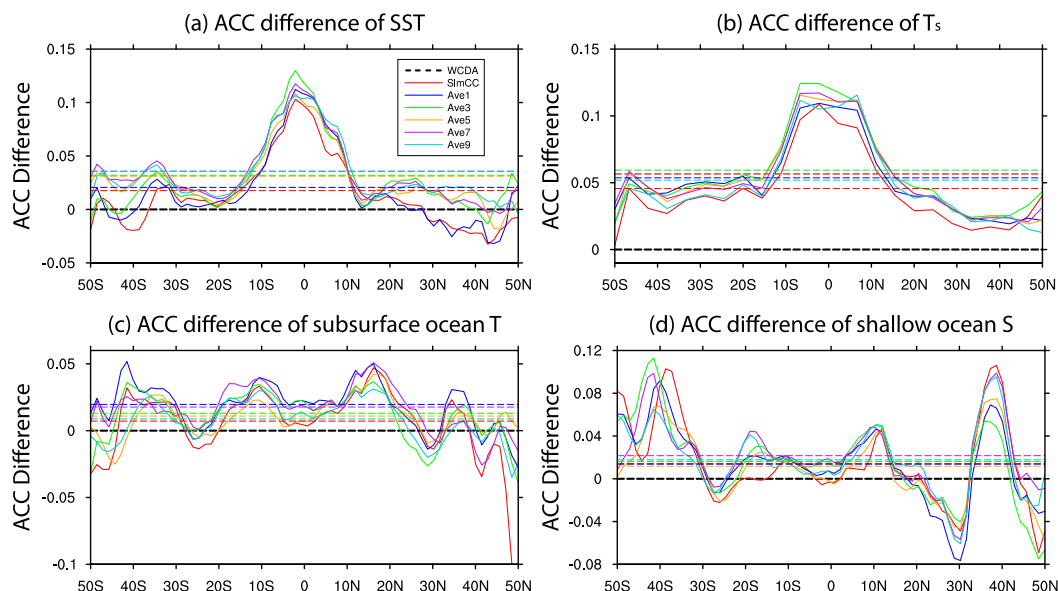 (a) ACC difference of SST
0.15
0.1
0.05
0
-0.05
ACC Difference
WCDA
SImCC
Ave1
Ave3
Ave5
Ave7
Ave9
50S 40S 30S 20S 10S 0 10N 20N 30N 40N 50N
(b) ACC difference of Ts
0.15
0.1
0.05
0
ACC Difference
50S 40S 30S 20S 10S 0 10N 20N 30N 40N 50N
(c) ACC difference of subsurface ocean T
0.05
0
-0.05
-0.1
ACC Difference
50S 40S 30S 20S 10S 0 10N 20N 30N 40N 50N
(d) ACC difference of shallow ocean S
0.12
0.08
0.04
0
-0.04
-0.08
ACC Difference
50S 40S 30S 20S 10S 0 10N 20N 30N 40N 50N